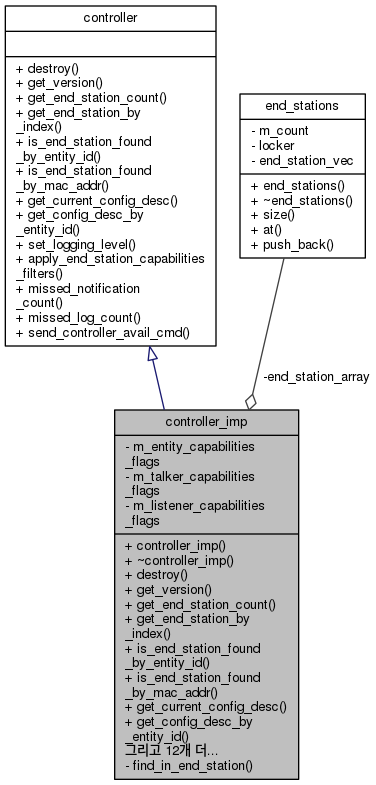 controller
+ destroy()
+ get_version()
+ get_end_station_count()
+ get_end_station_by
_index()
+ is_end_station_found
_by_entity_id()
+ is_end_station_found
_by_mac_addr()
+ get_current_config_desc()
+ get_config_desc_by
_entity_id()
+ set_logging_level()
+ apply_end_station_capabilities
_filters()
+ missed_notification
_count()
+ missed_log_count()
+ send_controller_avail_cmd()
end_stations
- m_count
- locker
- end_station_vec
+ end_stations()
+ ~end_stations()
+ size()
+ at()
+ push_back()
-end_station_array
controller_imp
- m_entity_capabilities
_flags
- m_talker_capabilities
_flags
- m_listener_capabilities
_flags
+ controller_imp()
+ ~controller_imp()
+ destroy()
+ get_version()
+ get_end_station_count()
+ get_end_station_by
_index()
+ is_end_station_found
_by_entity_id()
+ is_end_station_found
_by_mac_addr()
+ get_current_config_desc()
+ get_config_desc_by
_entity_id()
그리고 12개 더...
- find_in_end_station()